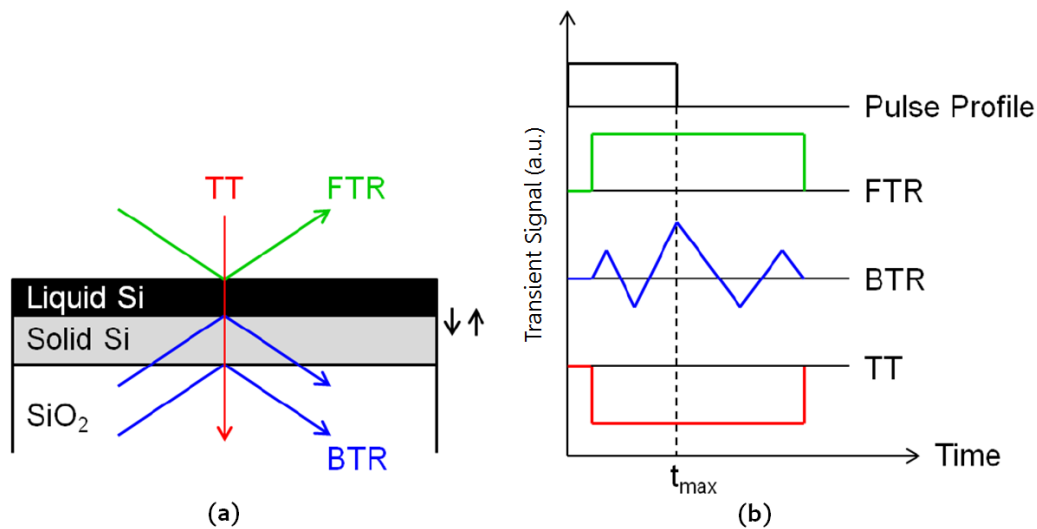 TT
FTR
Liquid Si
Solid Si
SiO2
BTR
(a)
Transient Signal (a.u.)
Pulse Profile
FTR
BTR
TT
Time
tmax
(b)